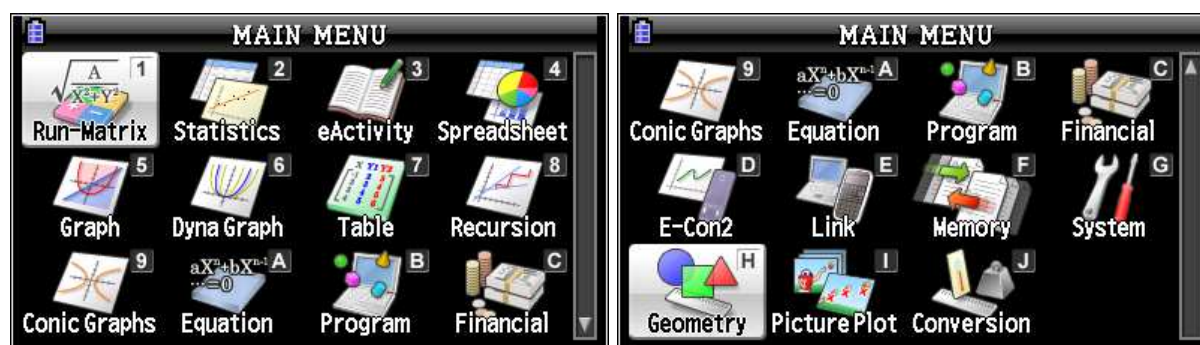 MAIN MENU
1 2 3 4
Run-Matrix Statistics eActivity Spreadsheet
5 6 7 8
Graph Dyna Graph Table Recursion
9 A B C
Conic Graphs Equation Program Financial
MAIN MENU
9 A B C
Conic Graphs Equation Program Financial
D E F G
E-Con2 Link Memory System
H I J
Geometry Picture Plot Conversion